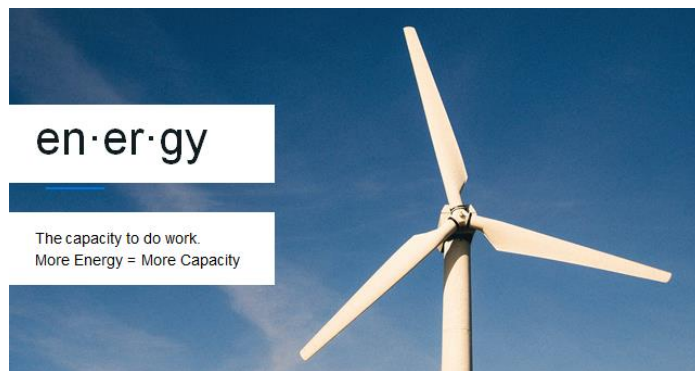 en·er·gy
The capacity to do work.
More Energy = More Capacity